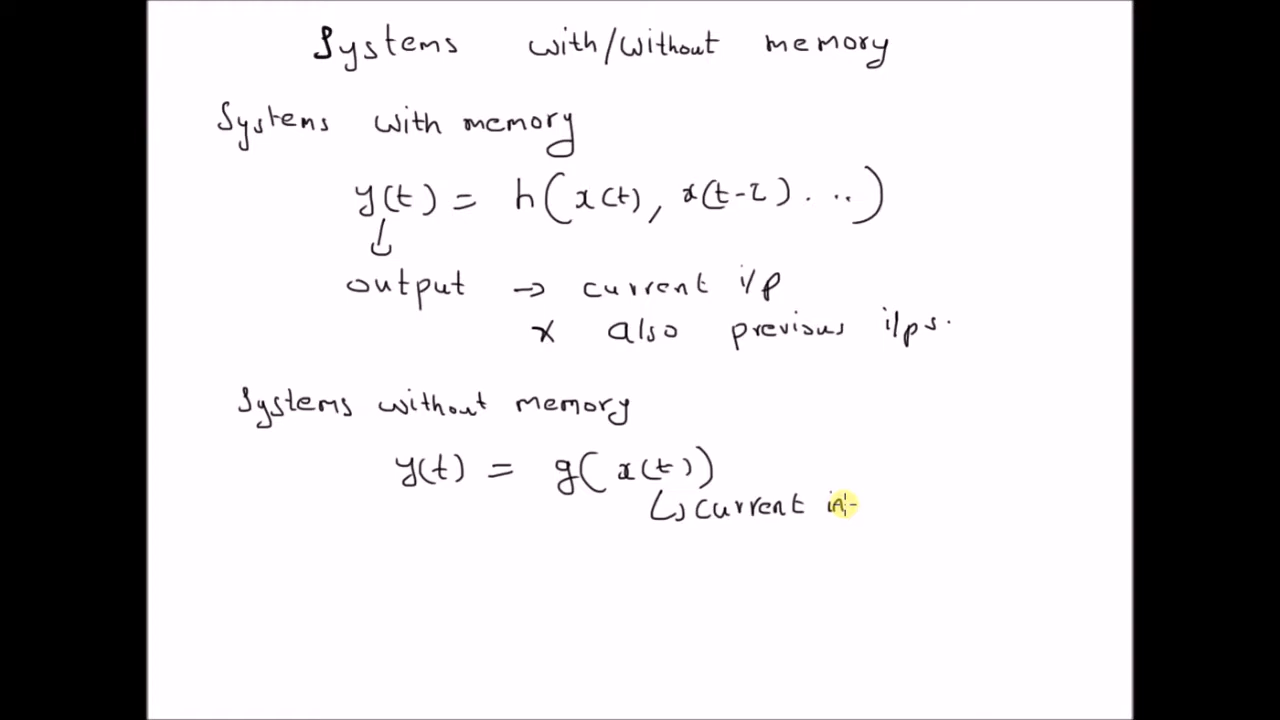 Systems with/without memory
Systems with memory
y(t) = h(x(t), x(t-τ)...)
output → current i/p
x also previous i/ps.
Systems without memory
y(t) = g(x(t))
↳ current